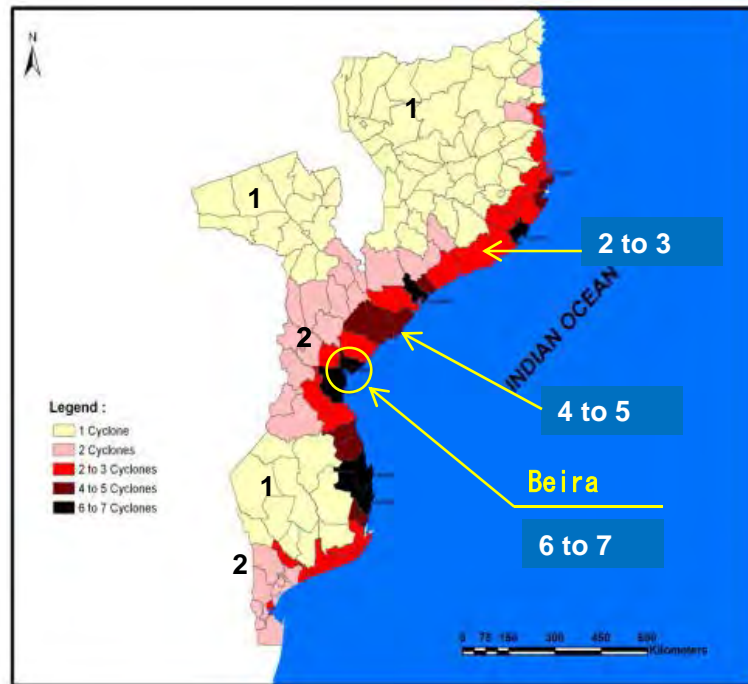 N
1
1
2 to 3
INDIAN OCEAN
2
4 to 5
Legend :
1 Cyclone
2 Cyclones
2 to 3 Cyclones
4 to 5 Cyclones
6 to 7 Cyclones
1
Beira
6 to 7
2
0 75 150 300 450 600
Kilometers